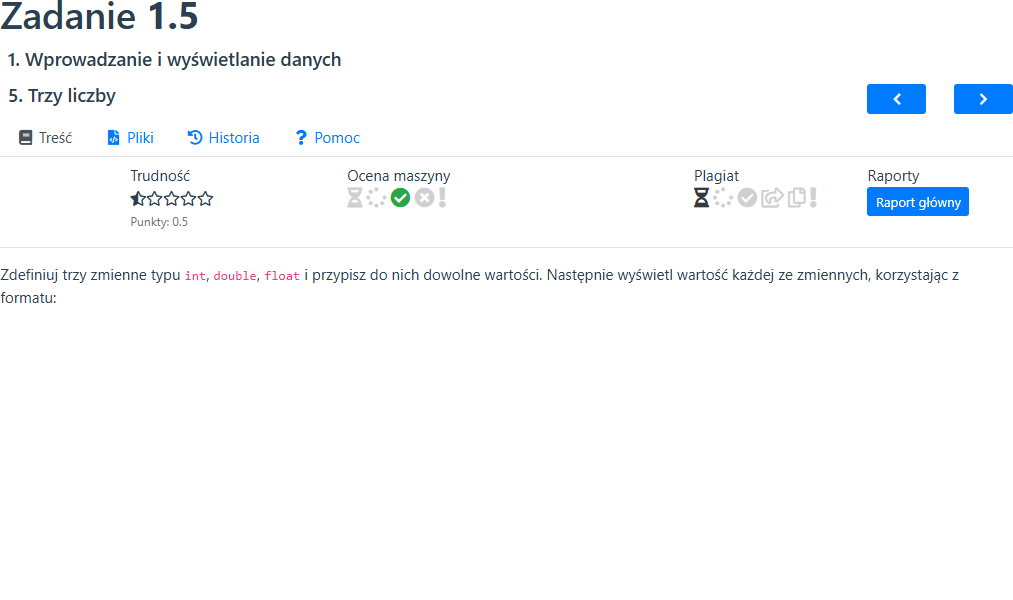 Zadanie 1.5
1. Wprowadzanie i wyświetlanie danych
5. Trzy liczby
Treść Pliki Historia Pomoc
Trudność Ocena maszyny Plagiat Raporty
Punkty: 0.5 Raport główny
Zdefiniuj trzy zmienne typu int, double, float i przypisz do nich dowolne wartości. Następnie wyświetl wartość każdej ze zmiennych, korzystając z
formatu: